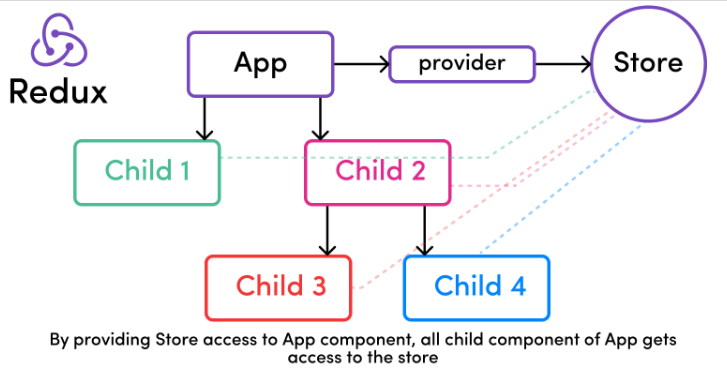 Redux
App
provider
Store
Child 1
Child 2
Child 3
Child 4
By providing Store access to App component, all child component of App gets
access to the store